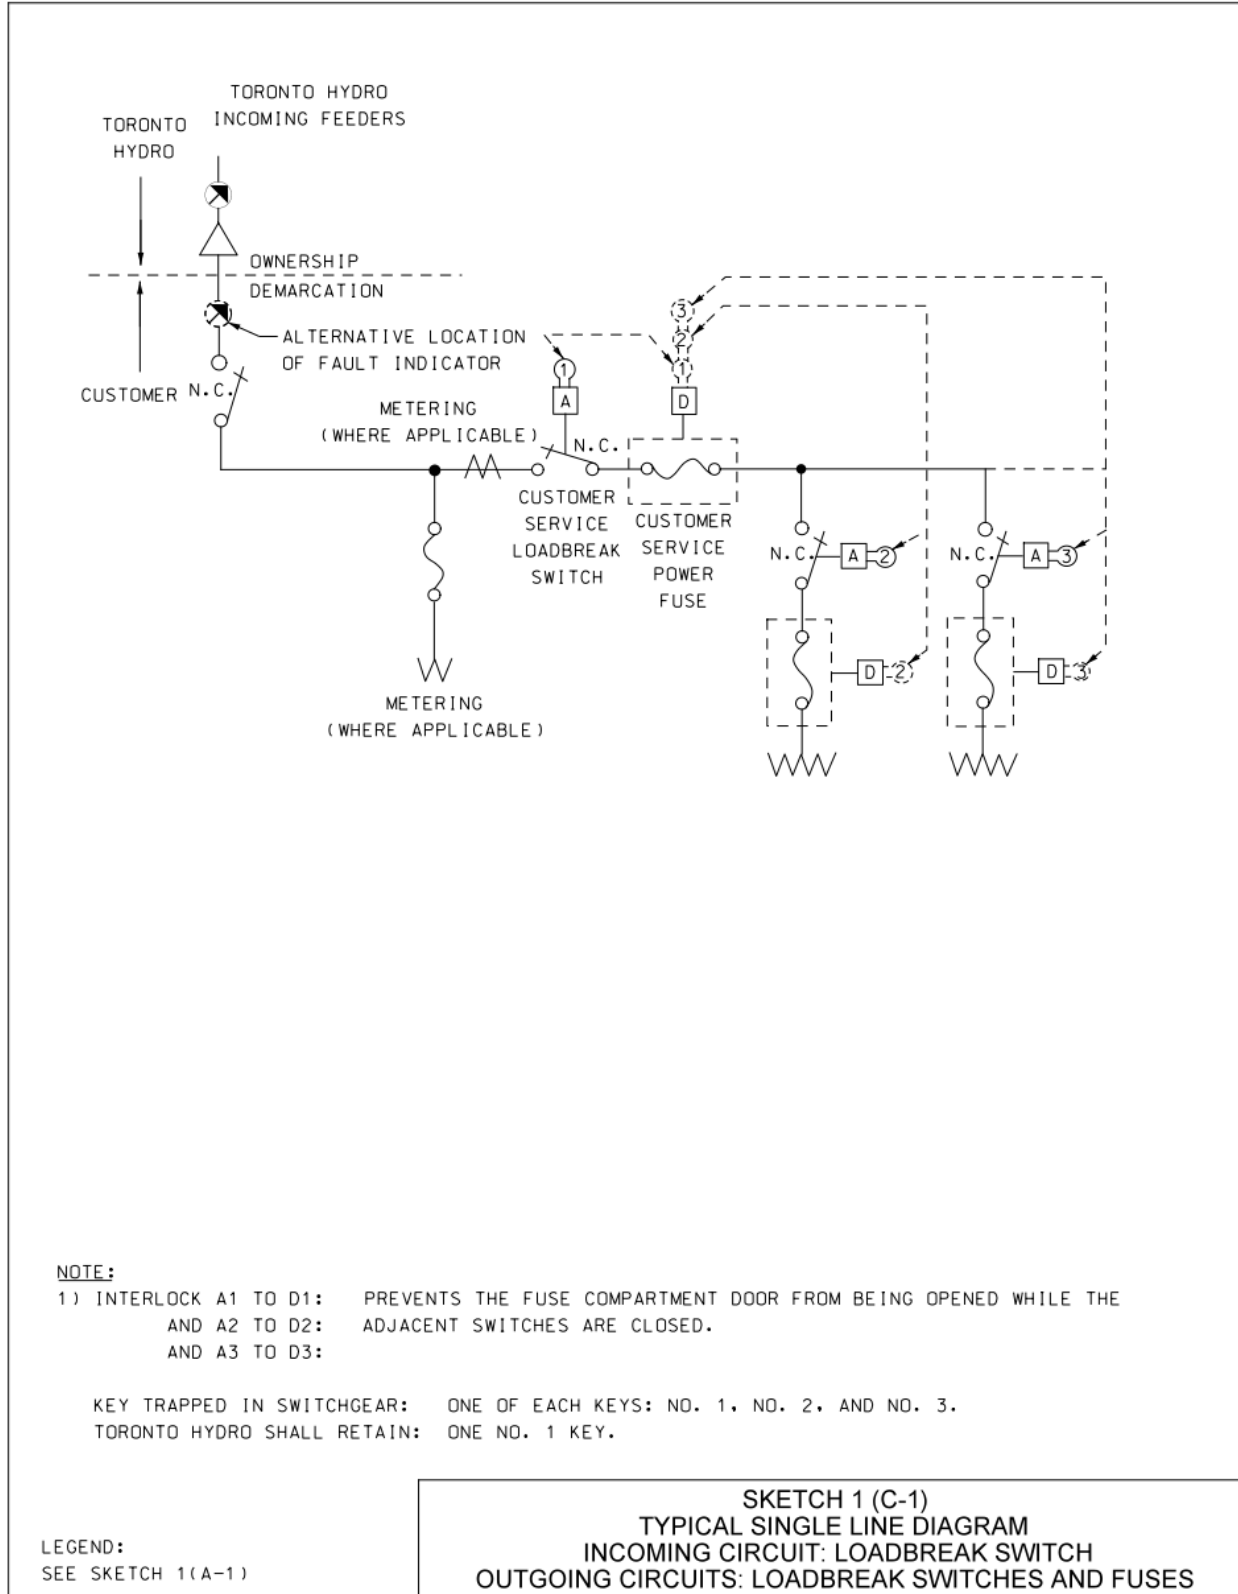 TORONTO HYDRO
INCOMING FEEDERS
TORONTO
HYDRO
OWNERSHIP
DEMARCATION
ALTERNATIVE LOCATION
OF FAULT INDICATOR
CUSTOMER
N.C.
METERING
(WHERE APPLICABLE)
1
A
3
2
1
D
N.C.
CUSTOMER
SERVICE
LOADBREAK
SWITCH
CUSTOMER
SERVICE
POWER
FUSE
N.C.
A
2
N.C.
A
3
D
2
D
3
METERING
(WHERE APPLICABLE)
NOTE:
1) INTERLOCK A1 TO D1: PREVENTS THE FUSE COMPARTMENT DOOR FROM BEING OPENED WHILE THE
AND A2 TO D2: ADJACENT SWITCHES ARE CLOSED.
AND A3 TO D3:
KEY TRAPPED IN SWITCHGEAR: ONE OF EACH KEYS: NO. 1, NO. 2, AND NO. 3.
TORONTO HYDRO SHALL RETAIN: ONE NO. 1 KEY.
LEGEND:
SEE SKETCH 1(A-1)
SKETCH 1 (C-1)
TYPICAL SINGLE LINE DIAGRAM
INCOMING CIRCUIT: LOADBREAK SWITCH
OUTGOING CIRCUITS: LOADBREAK SWITCHES AND FUSES